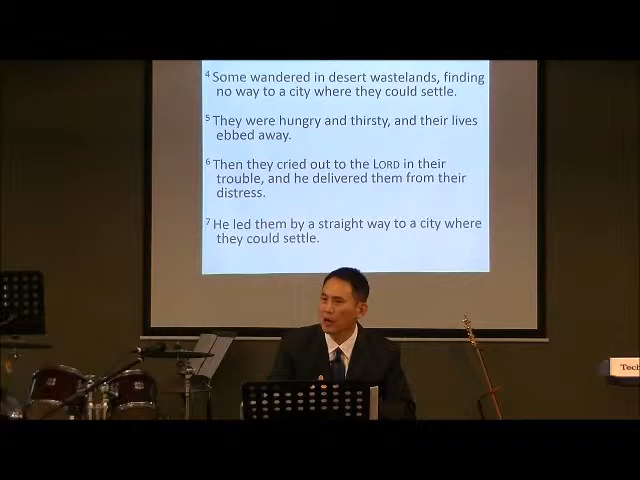 4 Some wandered in desert wastelands, finding
no way to a city where they could settle.
5 They were hungry and thirsty, and their lives
ebbed away.
6 Then they cried out to the LORD in their
trouble, and he delivered them from their
distress.
7 He led them by a straight way to a city where
they could settle.
Tech